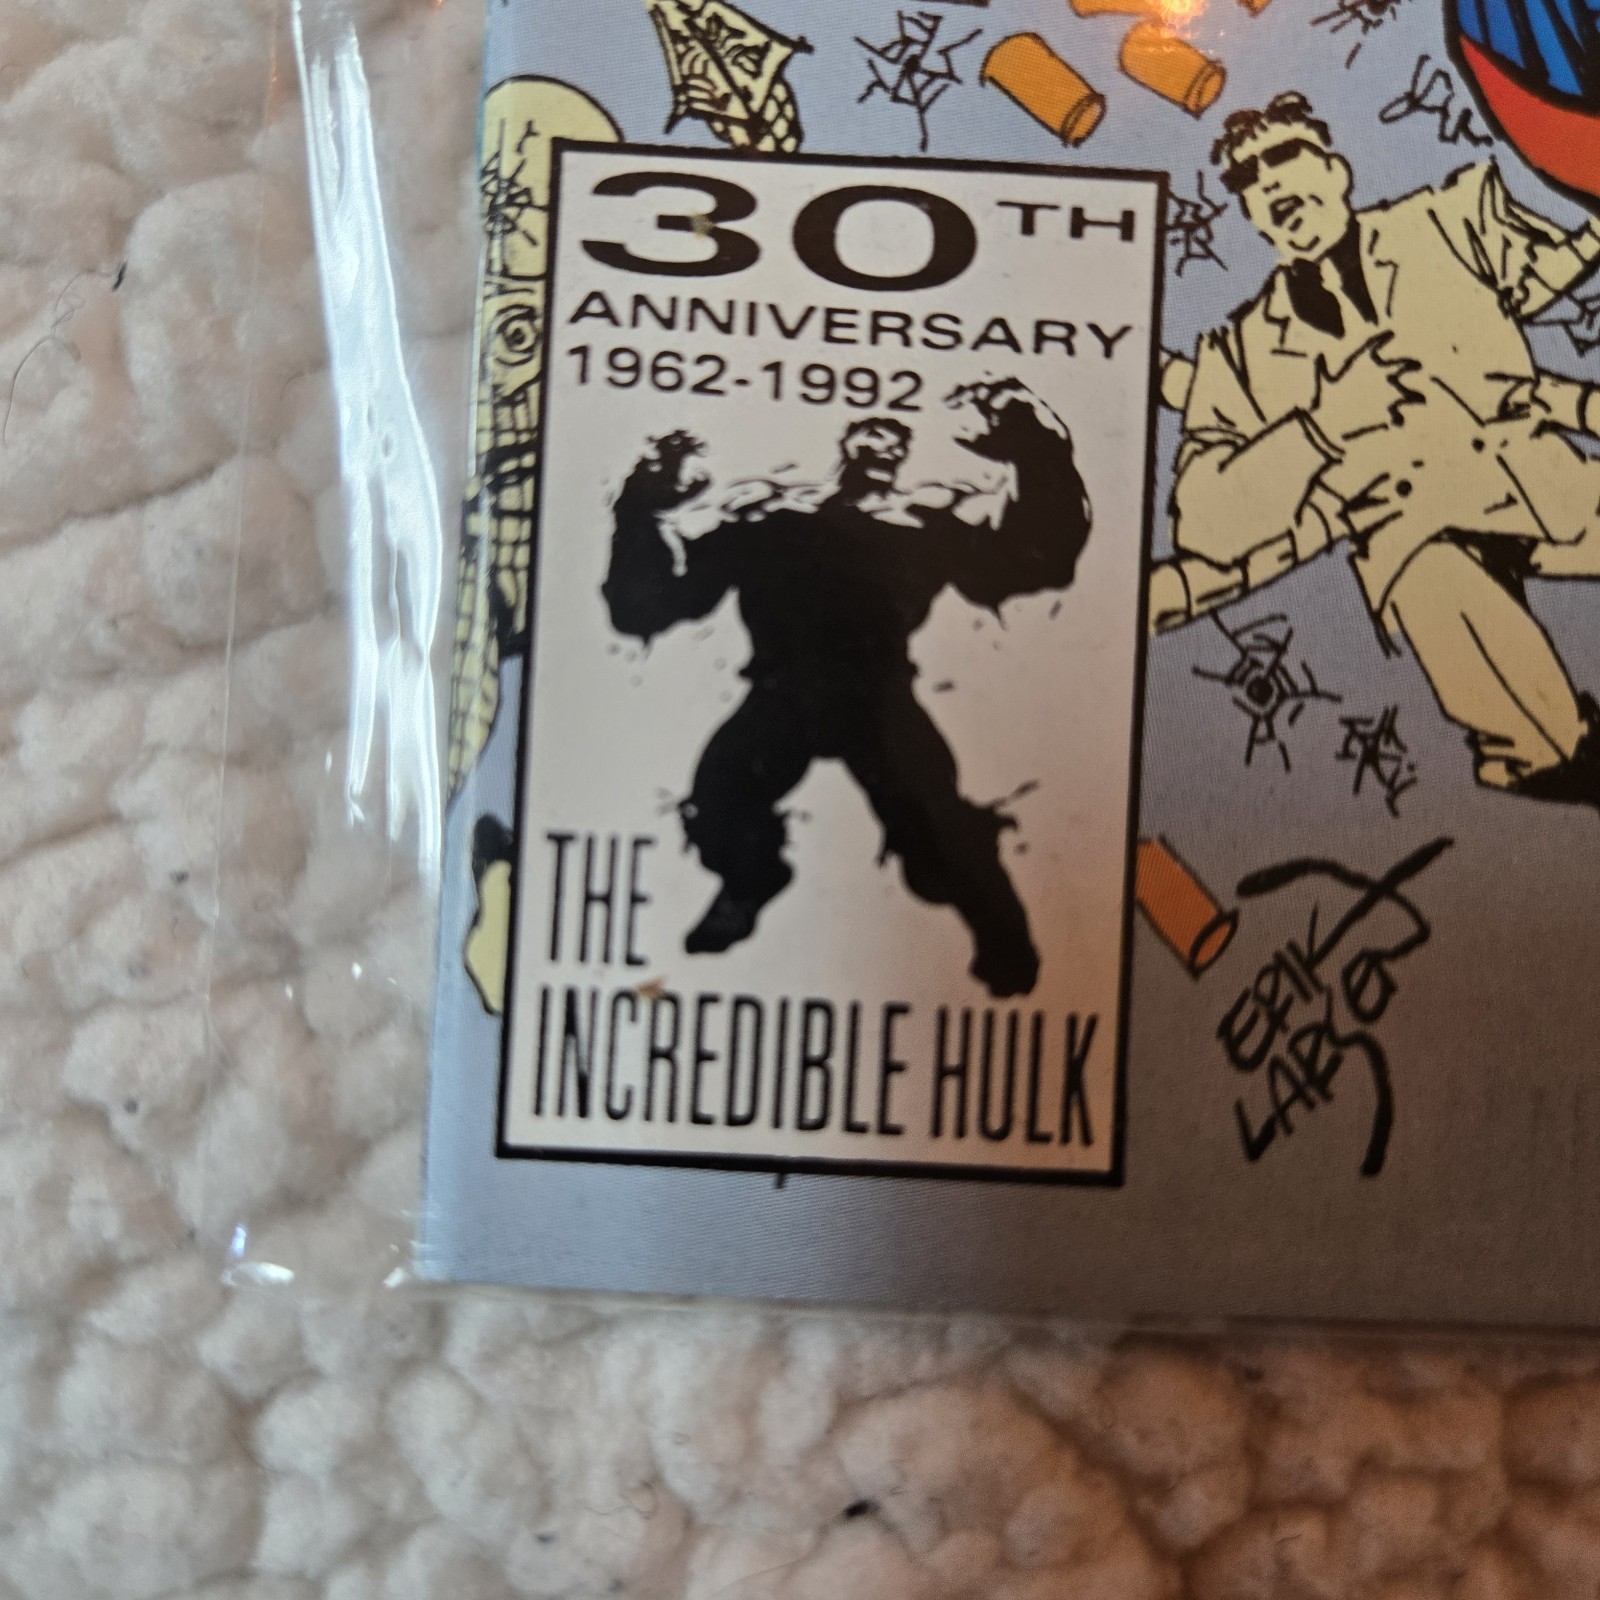 30TH
ANNIVERSARY
1962-1992
THE
INCREDIBLE HULK
ERIK
LARSEN